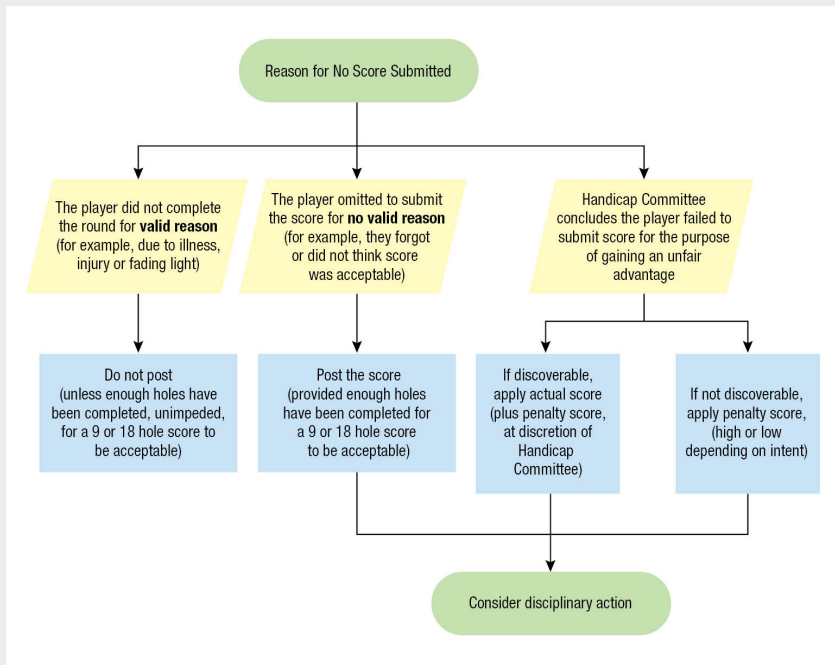 Reason for No Score Submitted
The player did not complete
the round for valid reason
(for example, due to illness,
injury or fading light)
The player omitted to submit
the score for no valid reason
(for example, they forgot
or did not think score
was acceptable)
Handicap Committee
concludes the player failed to
submit score for the purpose
of gaining an unfair
advantage
Do not post
(unless enough holes have
been completed, unimpeded,
for a 9 or 18 hole score to
be acceptable)
Post the score
(provided enough holes
have been completed for
a 9 or 18 hole score
to be acceptable)
If discoverable,
apply actual score
(plus penalty score,
at discretion of
Handicap
Committee)
If not discoverable,
apply penalty score,
(high or low
depending on intent)
Consider disciplinary action